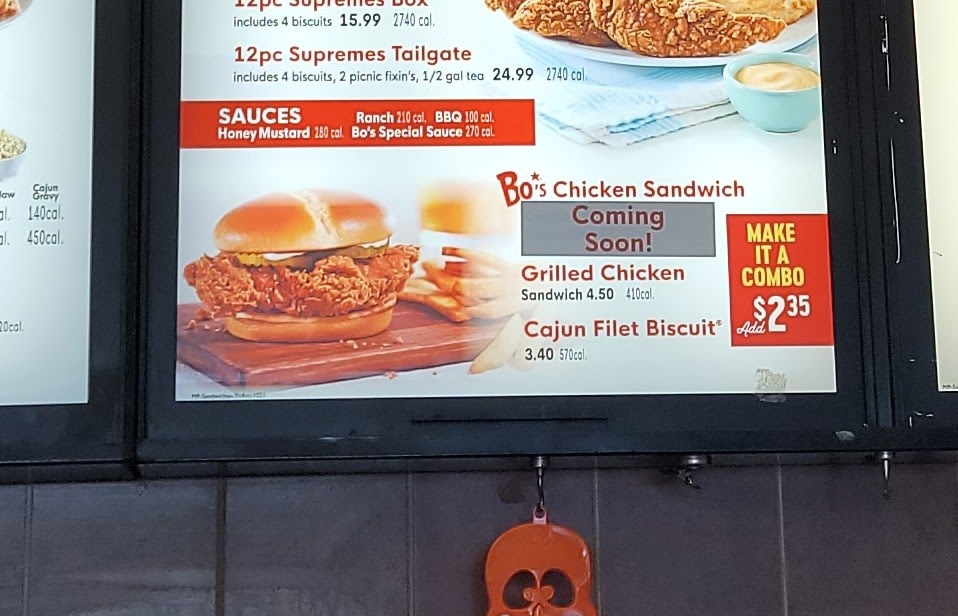 12pc Supremes Box
includes 4 biscuits 15.99 2740 cal.
12pc Supremes Tailgate
includes 4 biscuits, 2 picnic fixin's, 1/2 gal tea 24.99 2740 cal.
SAUCES Ranch 210 cal. BBQ 100 cal.
Honey Mustard 280 cal. Bo's Special Sauce 270 cal.
Cajun
Gravy
140cal.
450cal.
Bo's Chicken Sandwich
Coming
Soon!
Grilled Chicken
Sandwich 4.50 410cal.
Cajun Filet Biscuit®
3.40 570cal.
MAKE
IT A
COMBO
Add $2 35